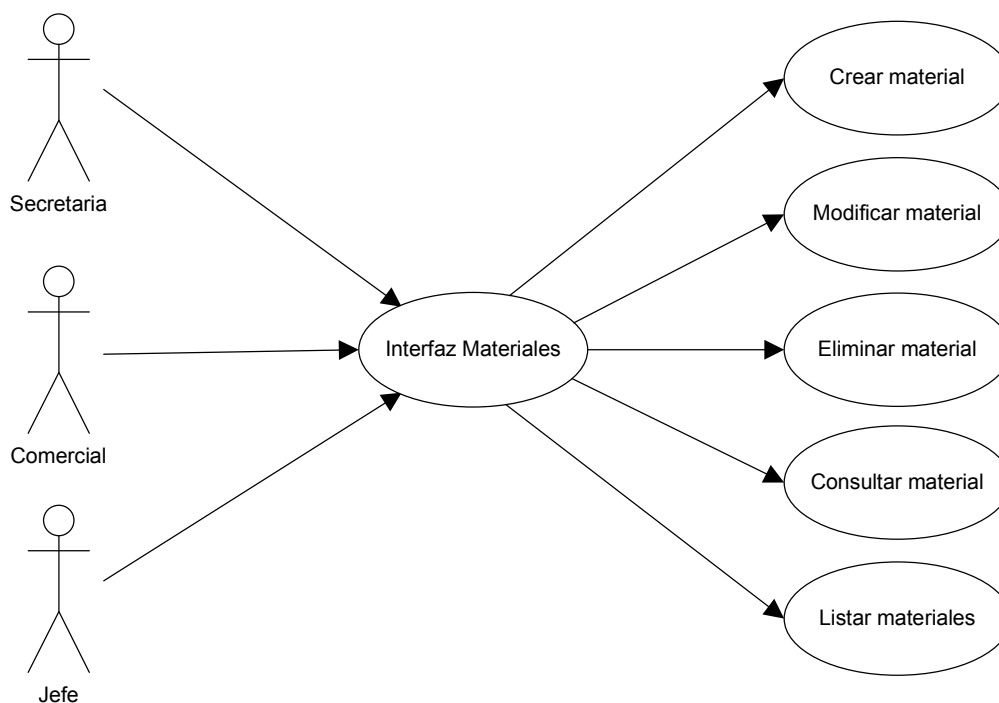 Secretaria
Comercial
Jefe
Interfaz Materiales
Crear material
Modificar material
Eliminar material
Consultar material
Listar materiales